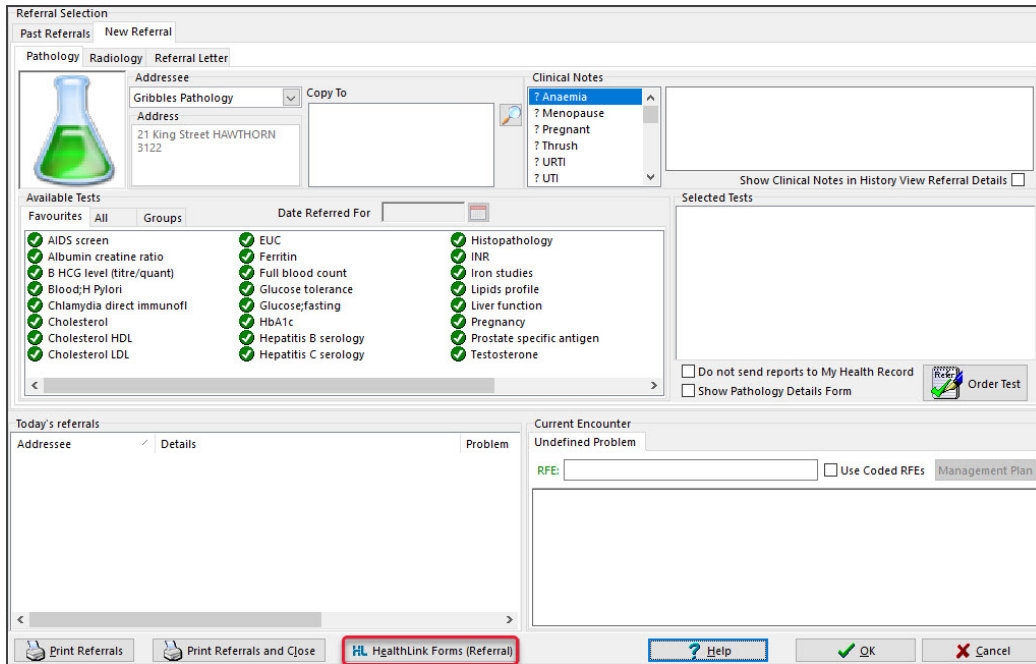 Referral Selection
Past Referrals New Referral
Pathology Radiology Referral Letter
Addressee
Gribbles Pathology
Address
21 King Street HAWTHORN
3122
Copy To
Clinical Notes
? Anaemia
? Menopause
? Pregnant
? Thrush
? URTI
? UTI
Show Clinical Notes in History View Referral Details
Available Tests
Favourites All Groups
Date Referred For
AIDS screen
Albumin creatine ratio
B HCG level (titre/quant)
Blood;H Pylori
Chlamydia direct immunofl
Cholesterol
Cholesterol HDL
Cholesterol LDL
EUC
Ferritin
Full blood count
Glucose tolerance
Glucose;fasting
HbA1c
Hepatitis B serology
Hepatitis C serology
Histopathology
INR
Iron studies
Lipids profile
Liver function
Pregnancy
Prostate specific antigen
Testosterone
Selected Tests
Do not send reports to My Health Record
Show Pathology Details Form
Refer
Order Test
Today's referrals
Addressee Details Problem
Current Encounter
Undefined Problem
RFE:
Use Coded RFEs
Management Plan
Print Referrals
Print Referrals and Close
HL HealthLink Forms (Referral)
? Help
OK
Cancel